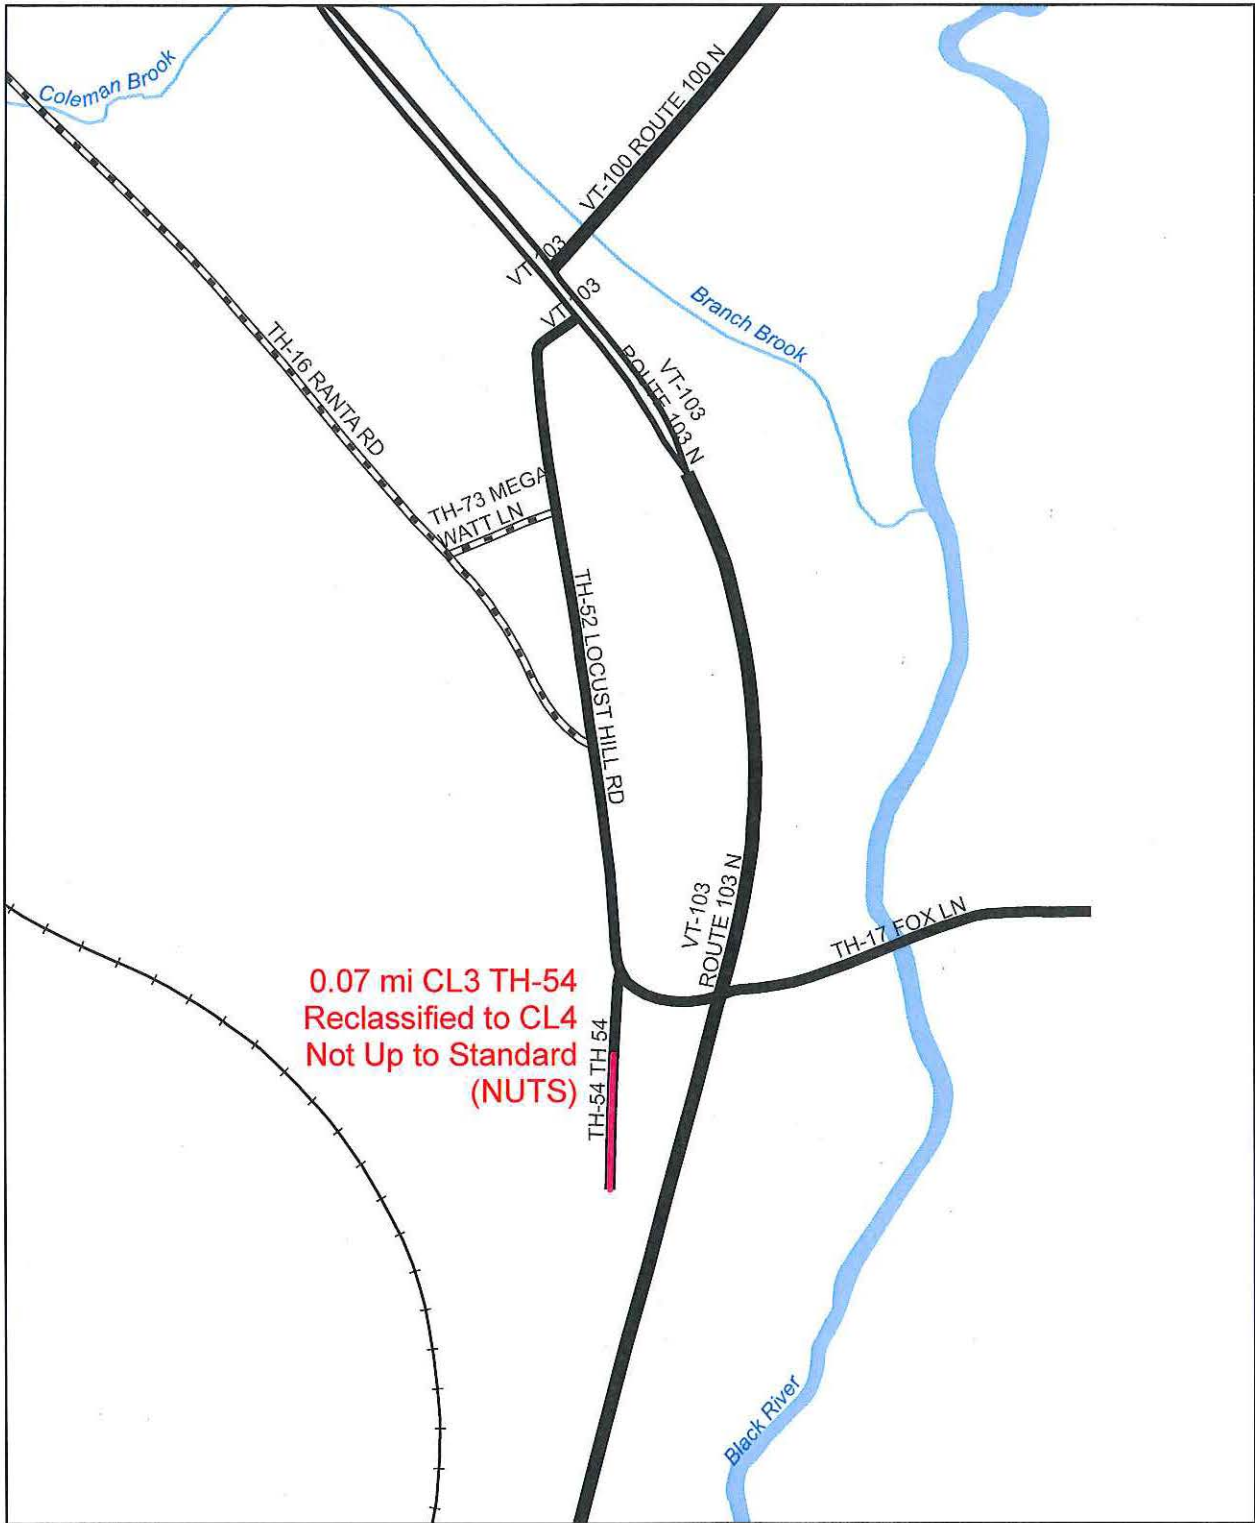 Coleman Brook
VT-100 ROUTE 100 N
VT 103
VT 103
Branch Brook
VT-103
ROUTE 103 N
TH-16 RANTA RD
TH-73 MEGA
WATT LN
TH-52 LOCUST HILL RD
VT-103
ROUTE 103 N
TH-17 FOX LN
0.07 mi CL3 TH-54
Reclassified to CL4
Not Up to Standard
(NUTS)
TH-54 TH 54
Black River